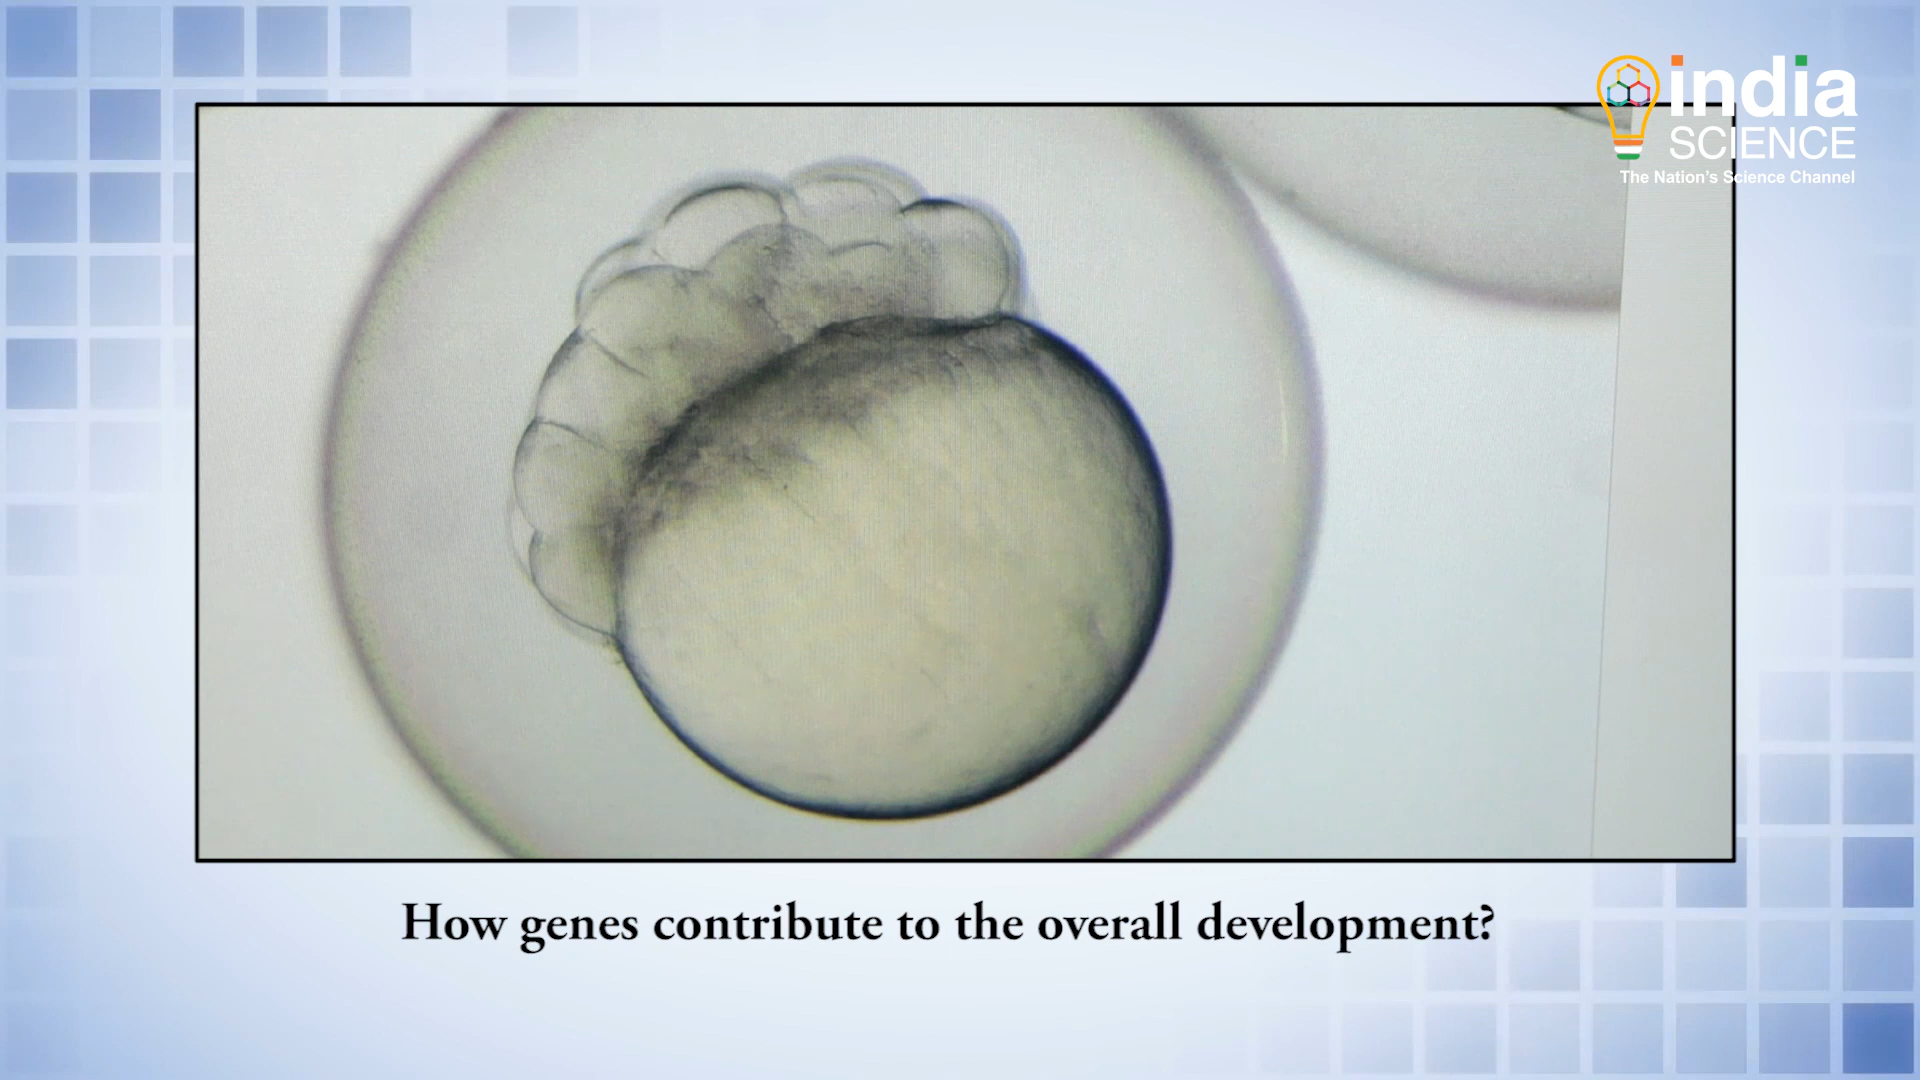 india
SCIENCE
The Nation's Science Channel
How genes contribute to the overall development?